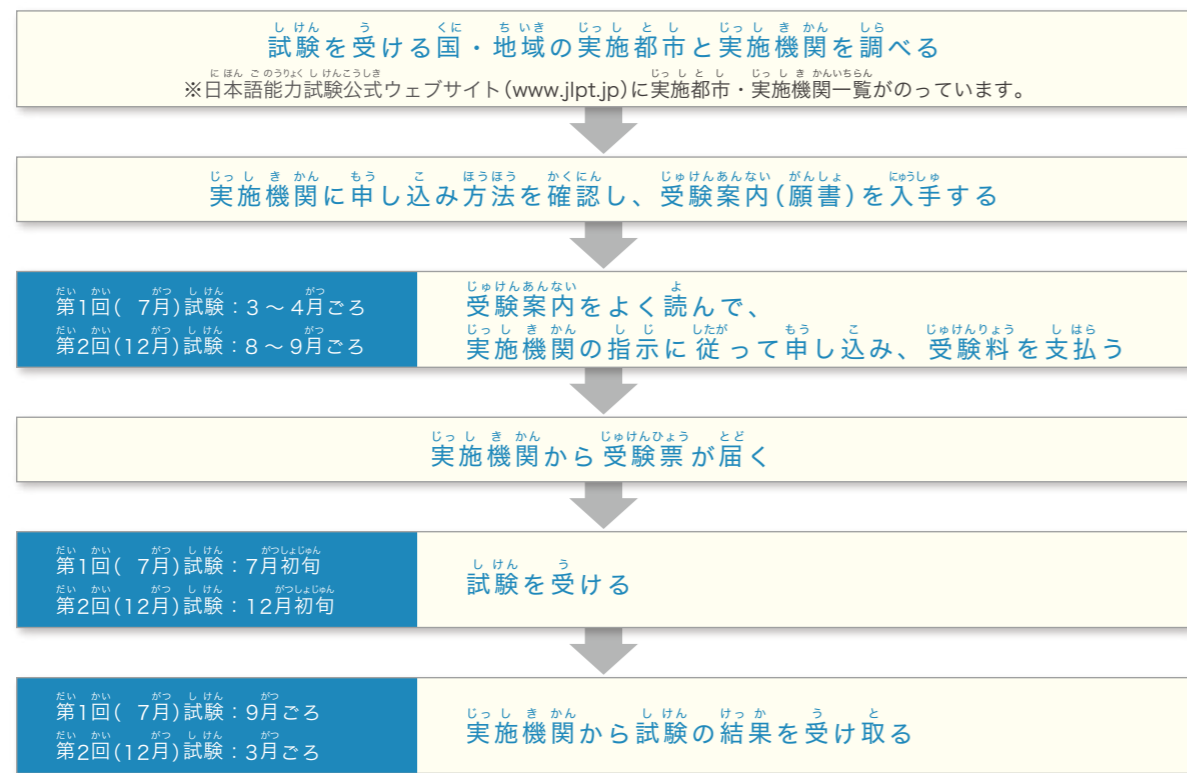 試験を受ける国・地域の実施都市と実施機関を調べる
※日本語能力試験公式ウェブサイト(www.jlpt.jp)に実施都市・実施機関一覧がのっています。
実施機関に申し込み方法を確認し、受験案内(願書)を入手する
第1回( 7月)試験：3～4月ごろ
第2回(12月)試験：8～9月ごろ
受験案内をよく読んで、
実施機関の指示に従って申し込み、受験料を支払う
実施機関から受験票が届く
第1回( 7月)試験：7月初旬
第2回(12月)試験：12月初旬
試験を受ける
第1回( 7月)試験：9月ごろ
第2回(12月)試験：3月ごろ
実施機関から試験の結果を受け取る